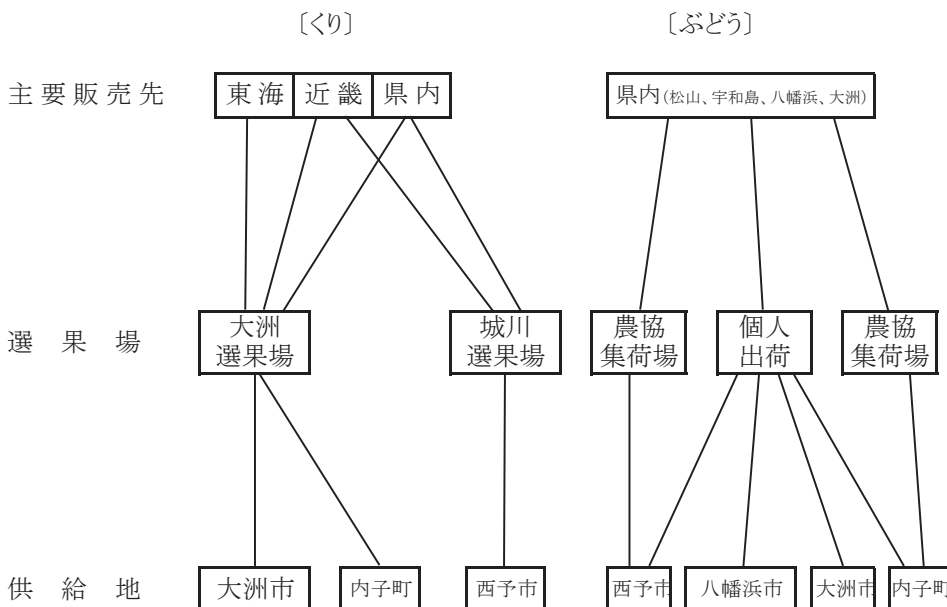 〔くり〕 〔ぶどう〕
主要販売先 東海 近畿 県内 県内(松山、宇和島、八幡浜、大洲)
選果場 大洲選果場 城川選果場 農協集荷場 個人出荷 農協集荷場
供給地 大洲市 内子町 西予市 西予市 八幡浜市 大洲市 内子町